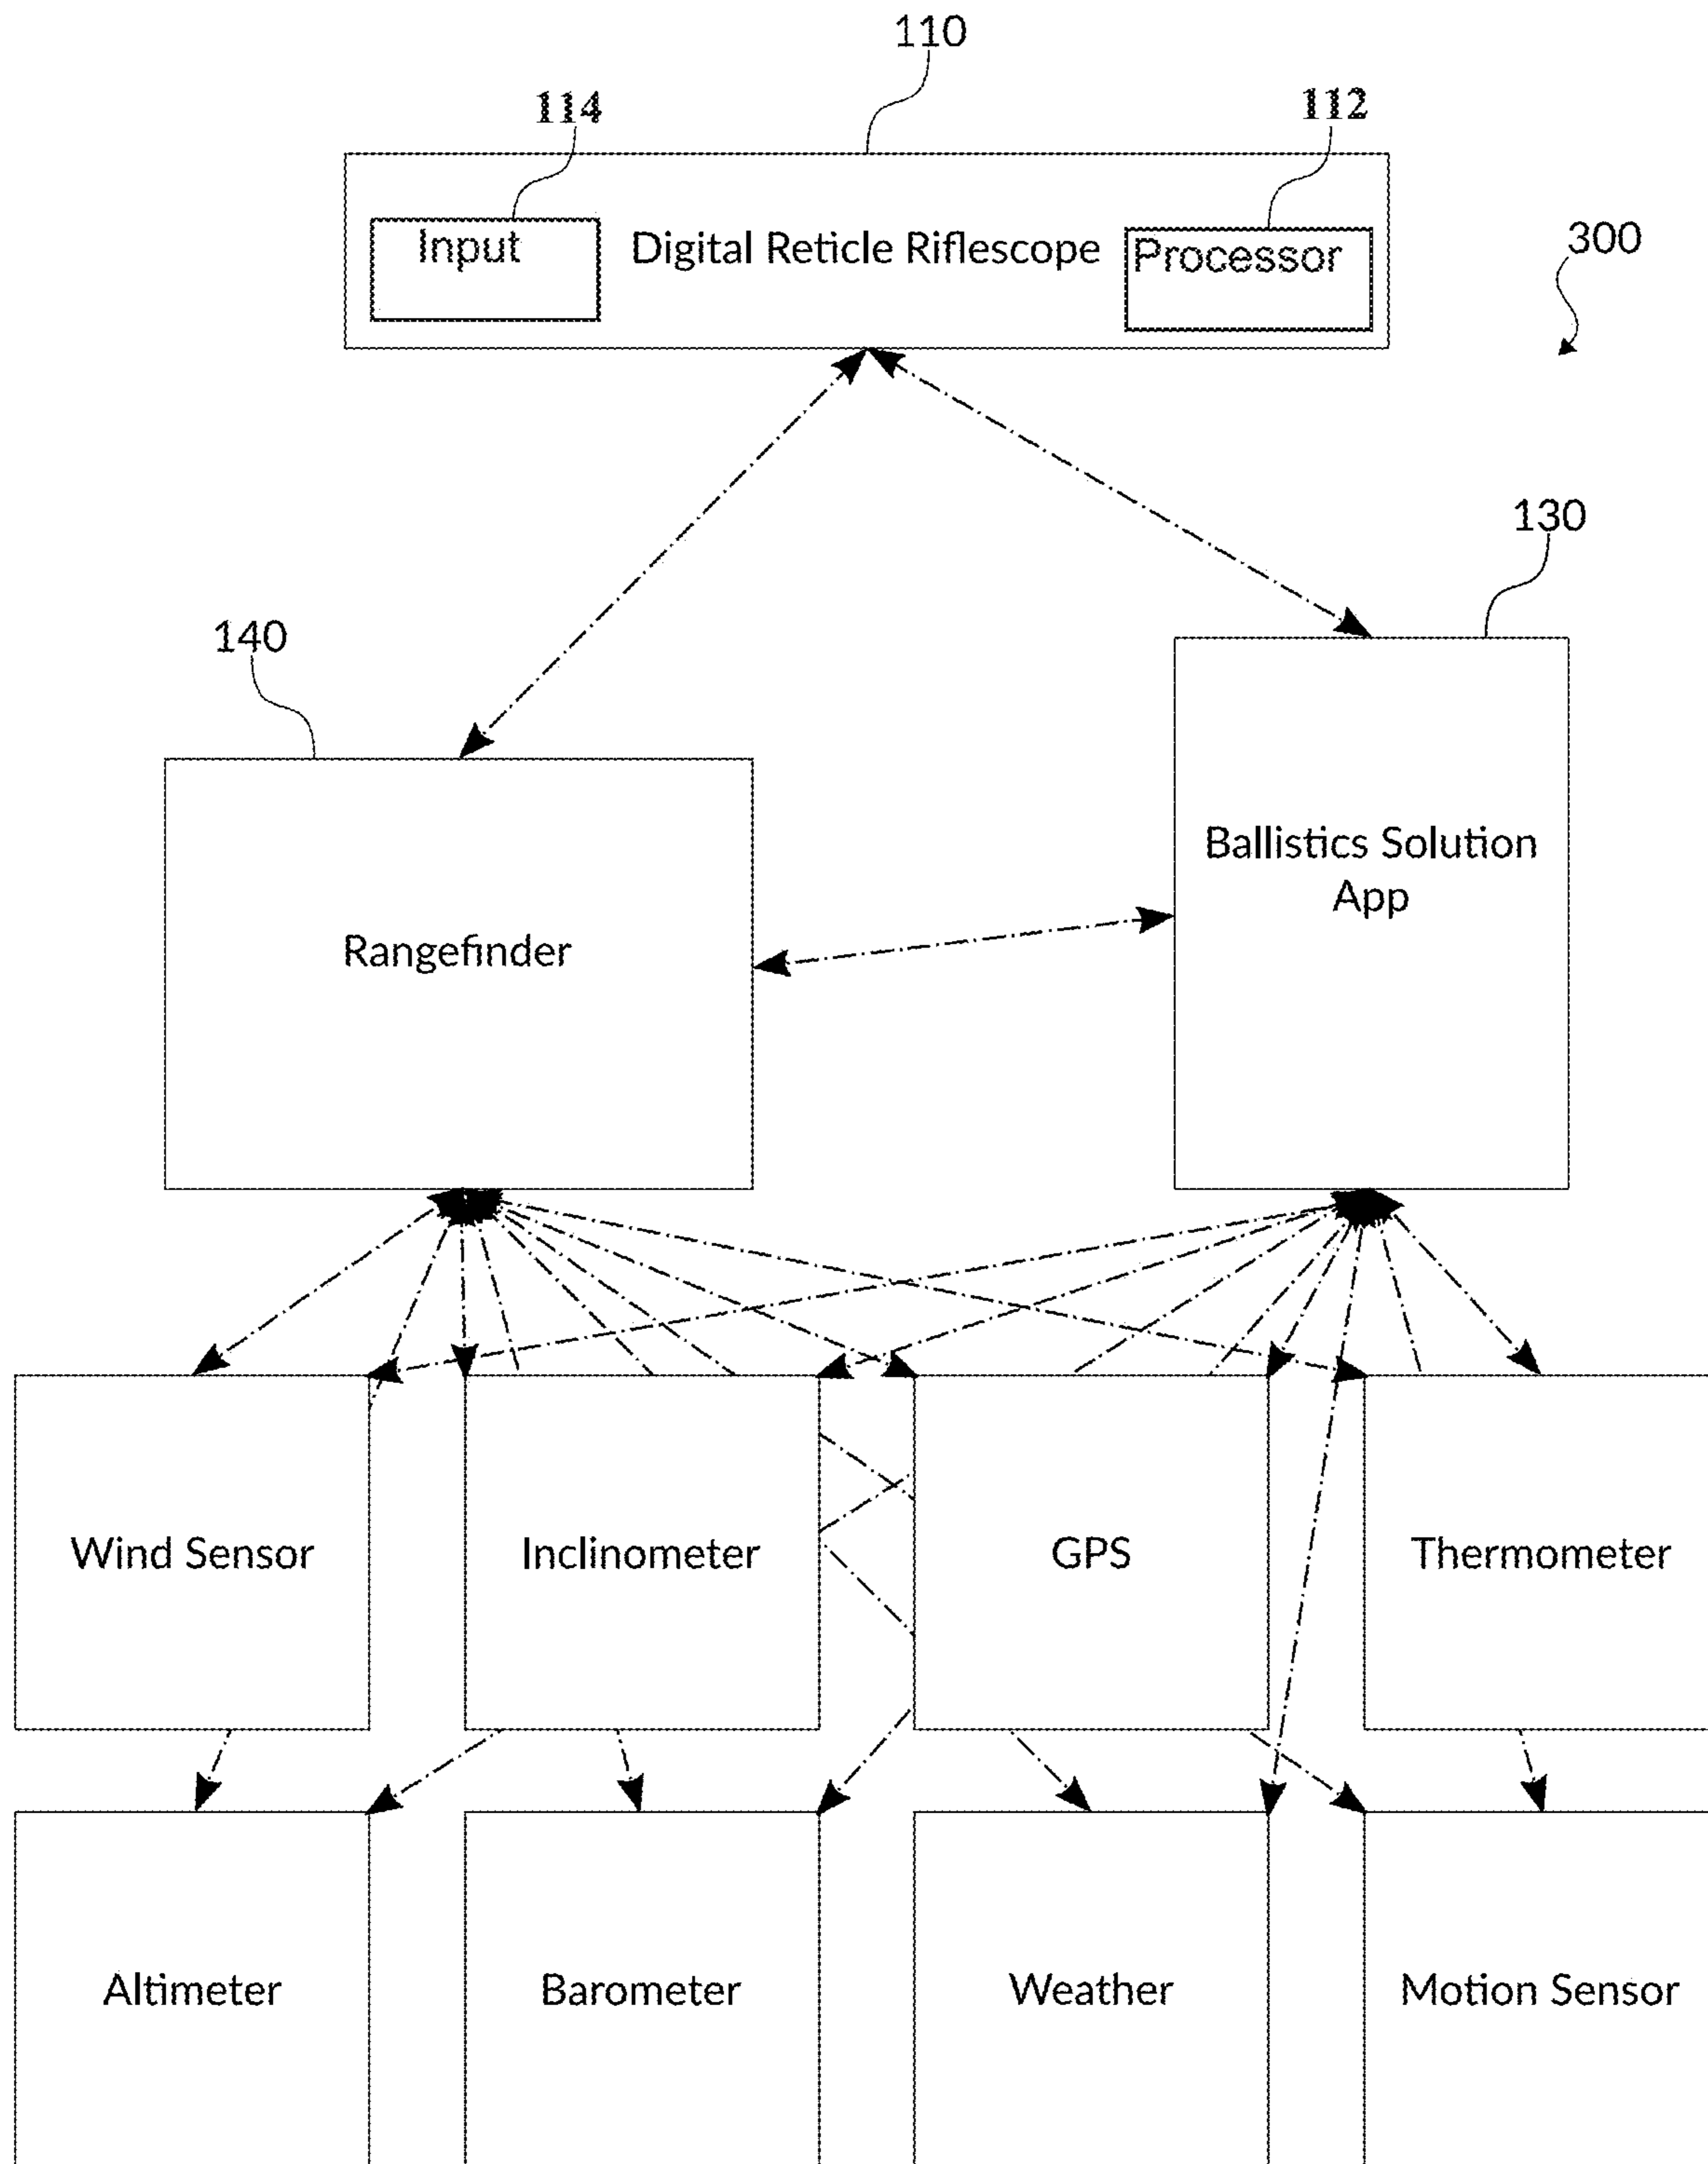 110
114
112
Input
Digital Reticle Riflescope
Processor
300
130
140
Ballistics Solution
App
Rangefinder
Wind Sensor
Inclinometer
GPS
Thermometer
Altimeter
Barometer
Weather
Motion Sensor